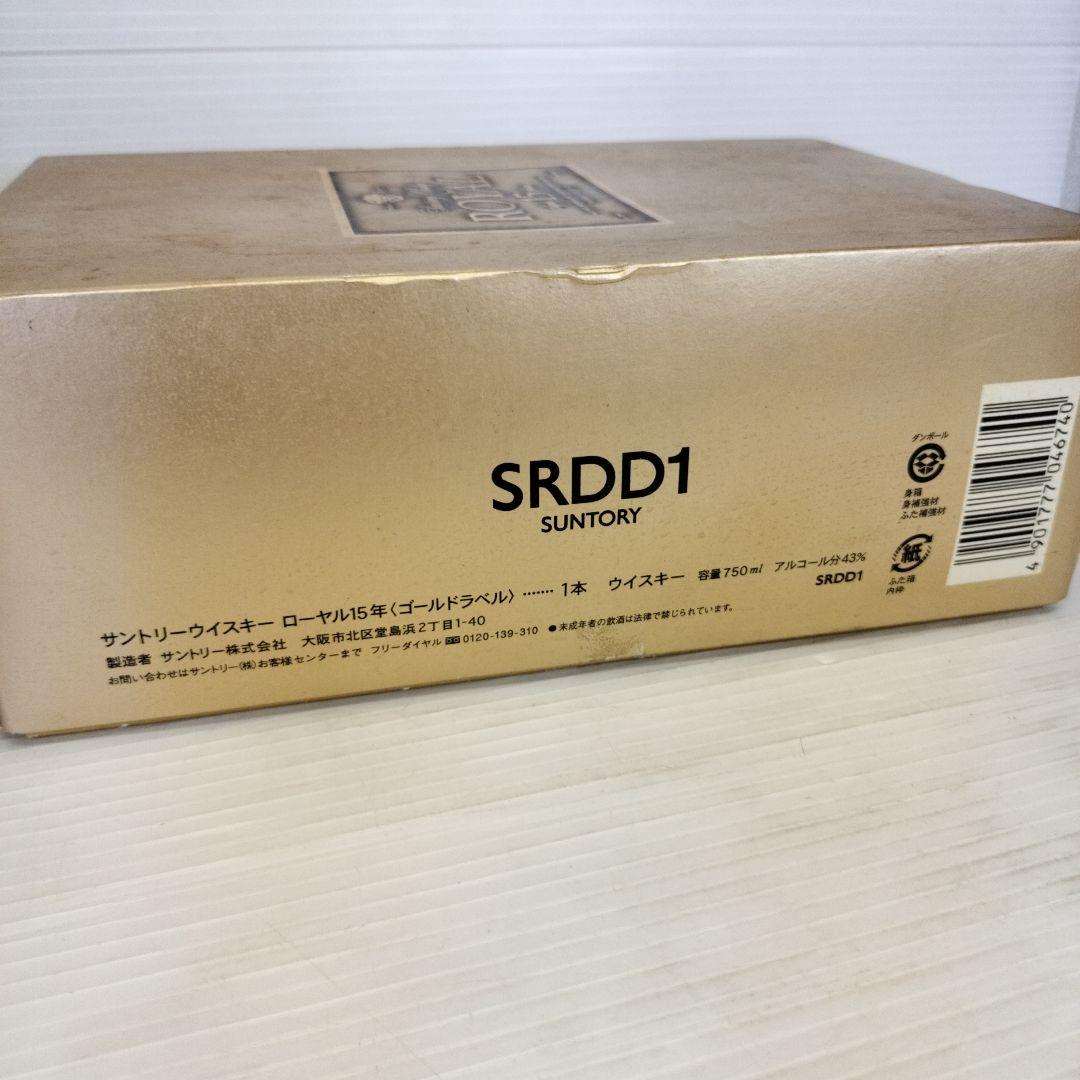 ROYAL
15
SRDD1
SUNTORY
サントリーウイスキー ローヤル15年〈ゴールドラベル〉 ……… 1本 ウイスキー 容量750ml アルコール分43%
製造者 サントリー株式会社 大阪市北区堂島浜2丁目1-40
SRDD1
お問い合わせはサントリー(株)お客様センターまで フリーダイヤル 0120-139-310 ●未成年者の飲酒は法律で禁じられています。
ダンボール
身箱
身補強材
ふた補強材
紙
ふた箱
内枠
4 901777 046740